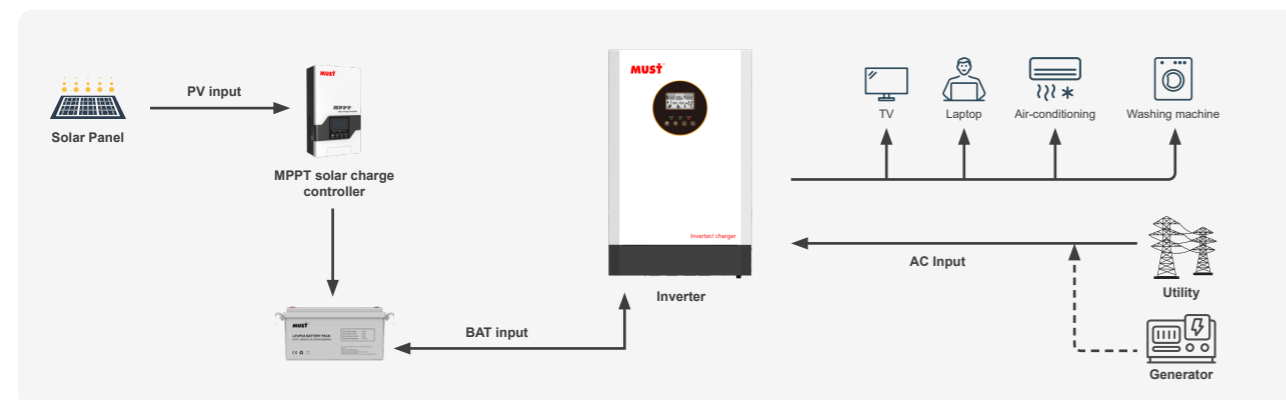 PV input
Solar Panel
MUST
MPPT
MPPT solar charge
controller
MUST
Inverter/ charger
Inverter
TV
Laptop
Air-conditioning
Washing machine
AC Input
Utility
Generator
BAT input
MUST
LiFePO4 BATTERY PACK